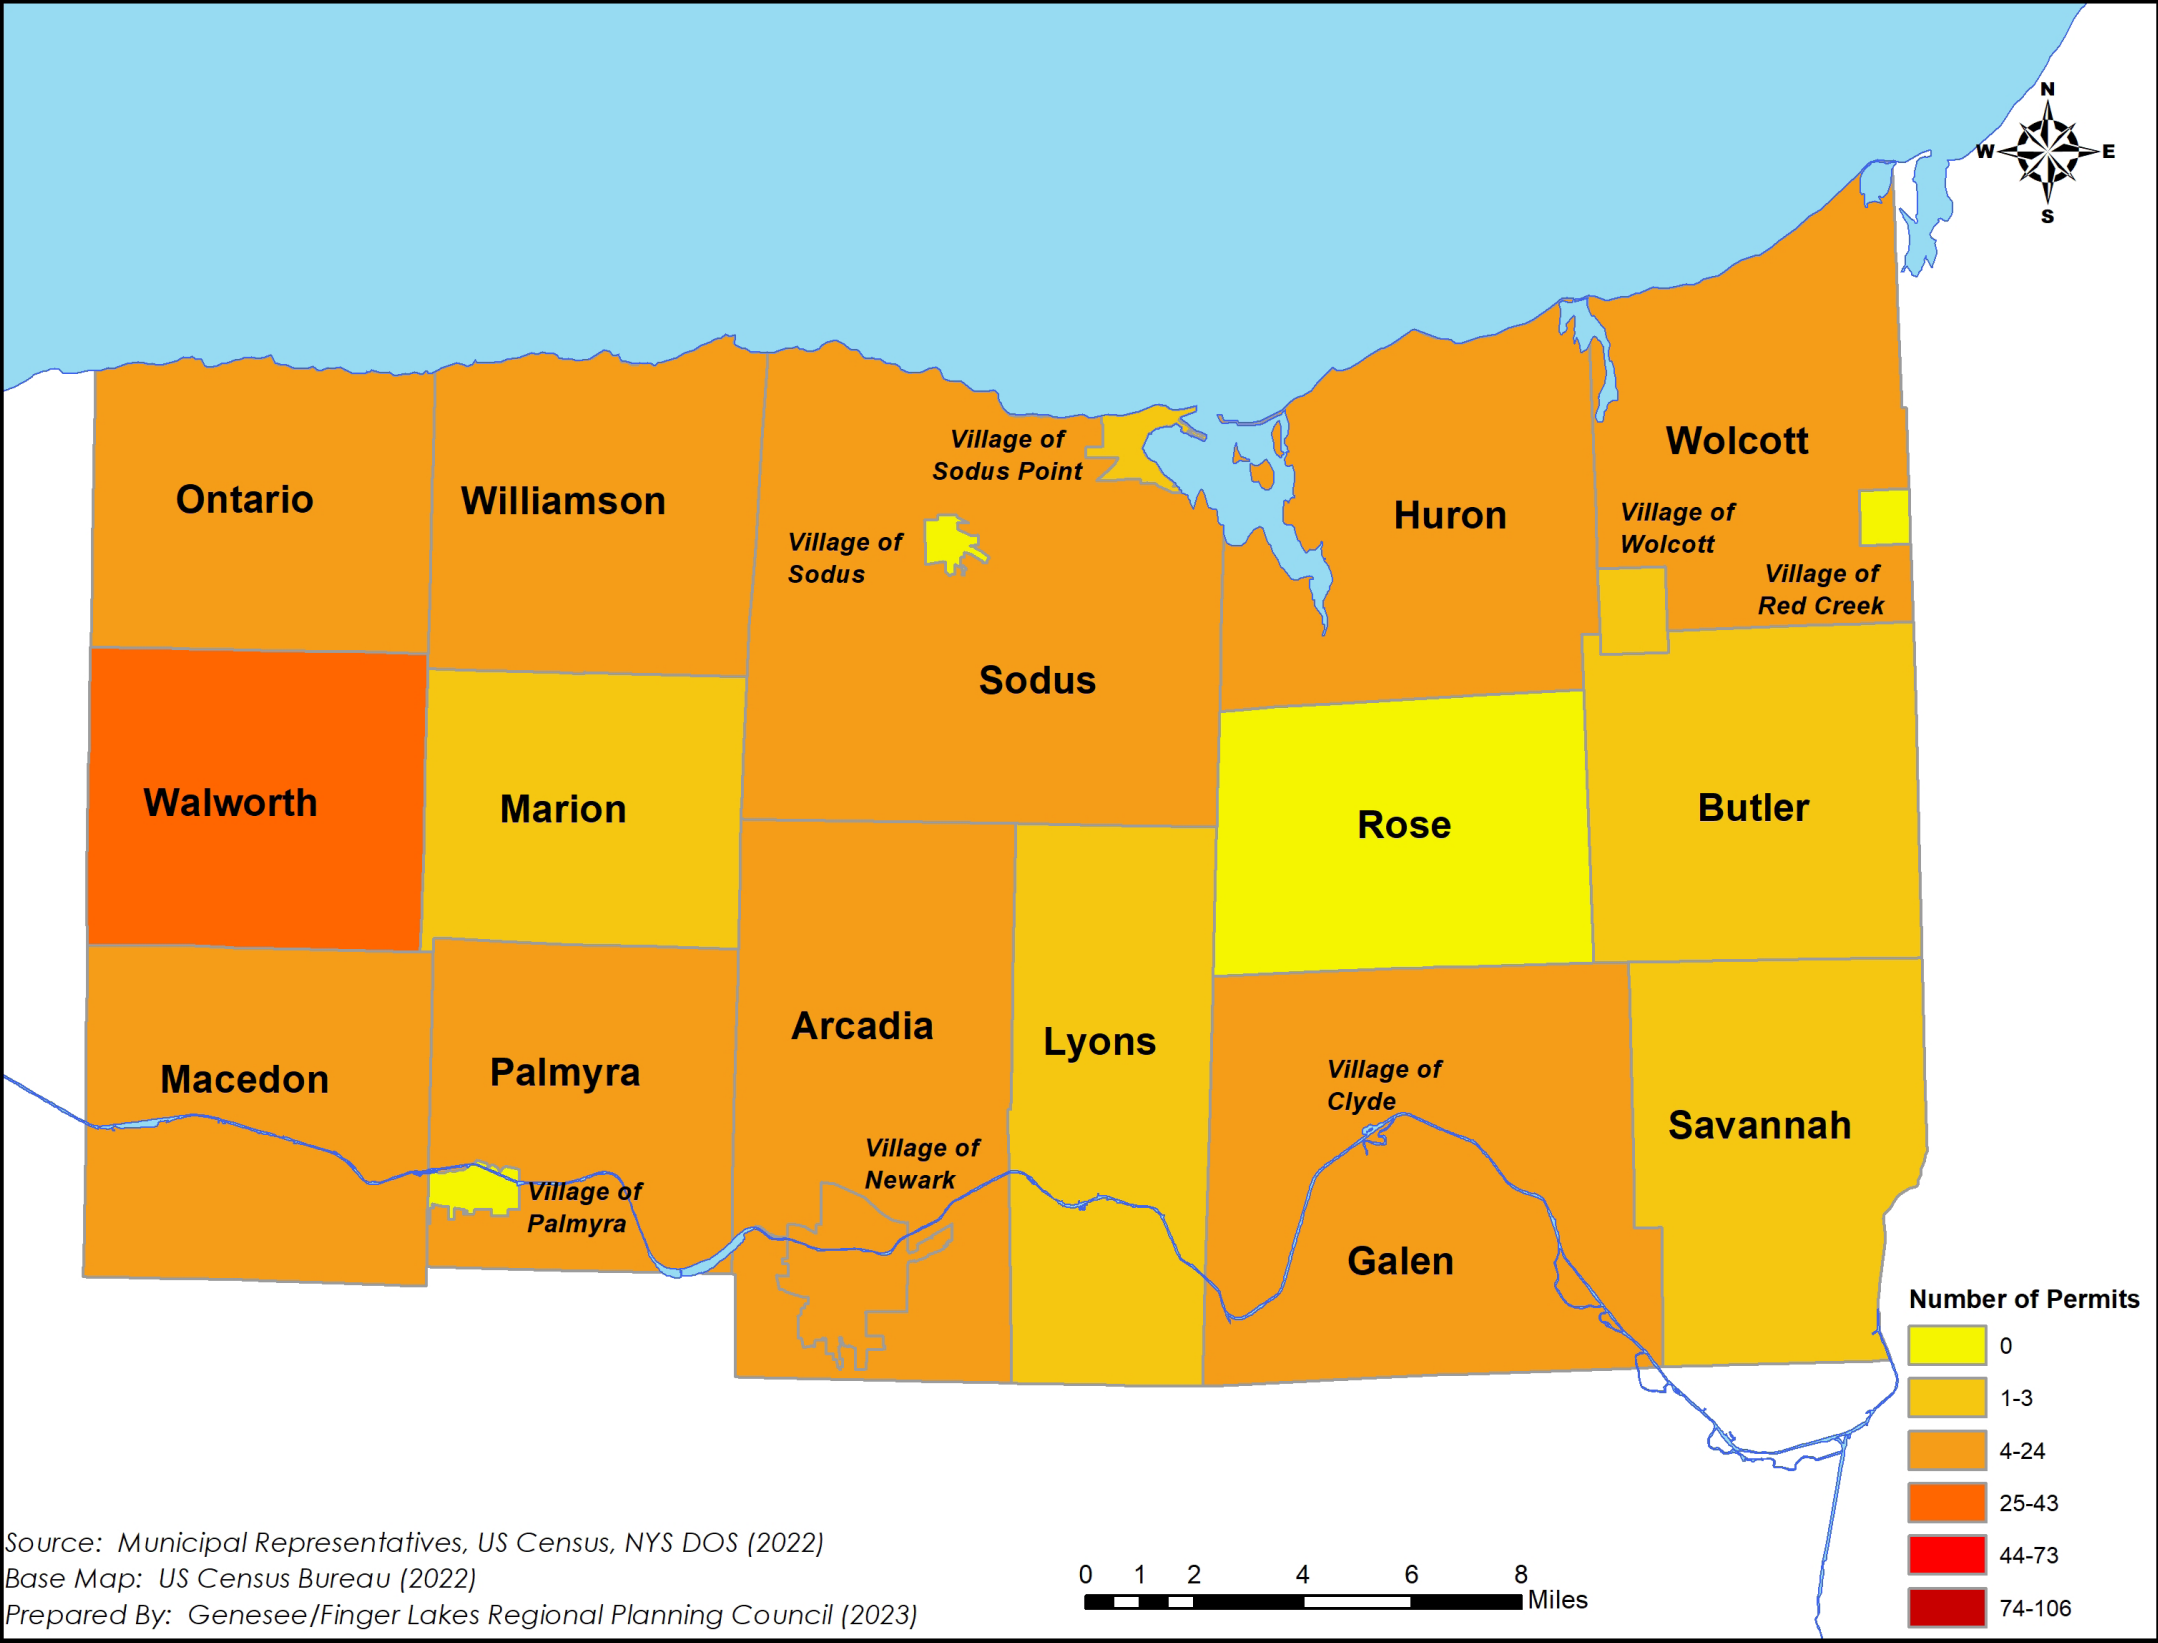 N
W E
S
Village of
Sodus Point
Wolcott
Ontario
Williamson
Huron
Village of
Wolcott
Village of
Sodus
Village of
Red Creek
Sodus
Walworth
Marion
Rose
Butler
Arcadia
Lyons
Macedon
Palmyra
Village of
Clyde
Savannah
Village of
Newark
Village of
Palmyra
Galen
Number of Permits
0
1-3
4-24
25-43
44-73
74-106
Source: Municipal Representatives, US Census, NYS DOS (2022)
Base Map: US Census Bureau (2022)
Prepared By: Genesee/Finger Lakes Regional Planning Council (2023)
0 1 2 4 6 8
Miles